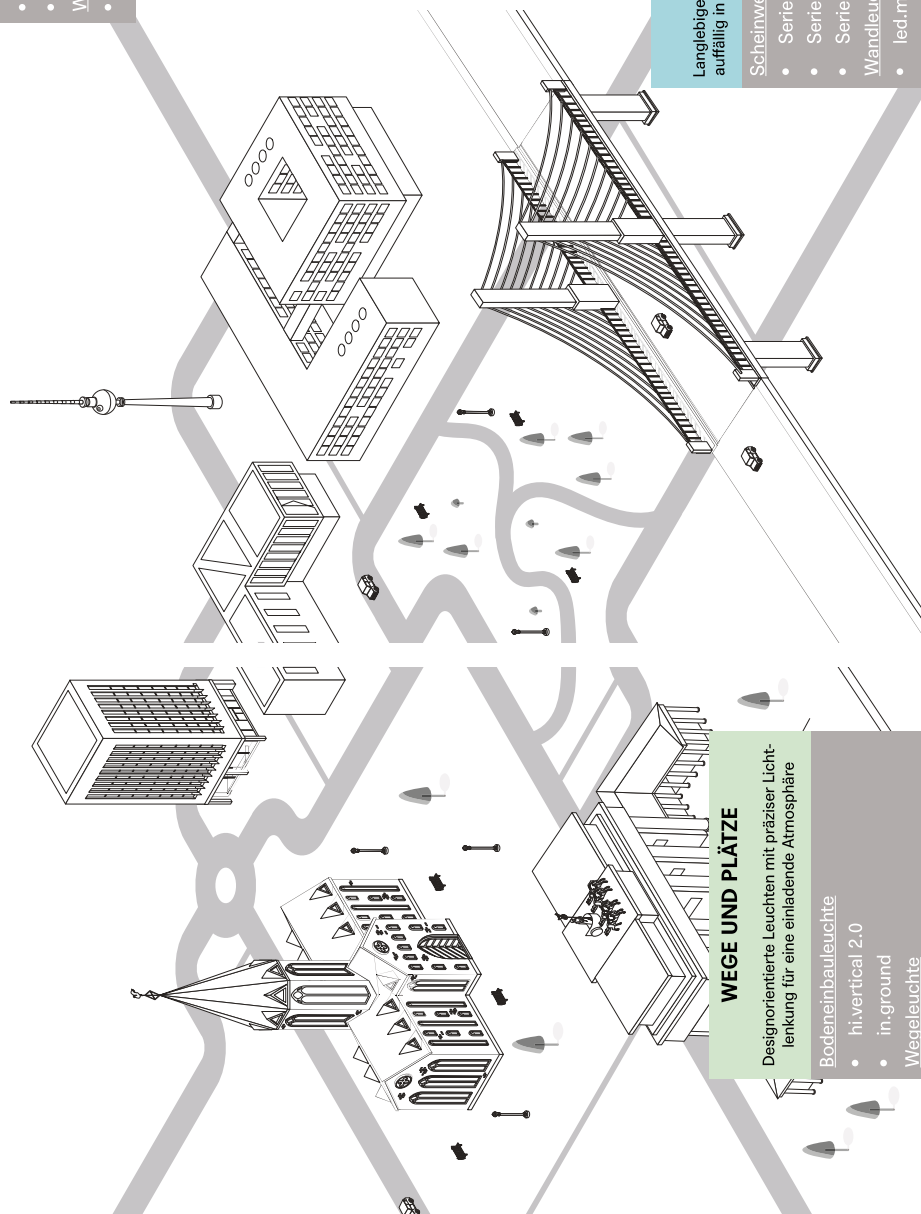 W
Langlebige
auffällig in
Scheinwe
• Serie
• Serie
• Serie
Wandleuc
• led.m
WEGE UND PLÄTZE
Designorientierte Leuchten mit präziser Licht-
lenkung für eine einladende Atmosphäre
Bodeneinbauleuchte
• hi.vertical 2.0
• in.ground
Wegeleuchte